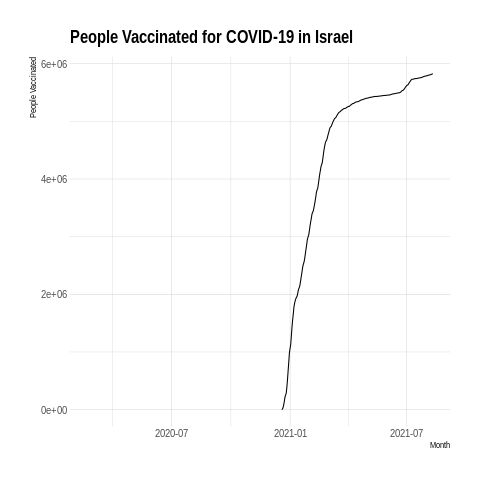 People Vaccinated for COVID-19 in Israel
People Vaccinated
6e+06
4e+06
2e+06
0e+00
2020-07
2021-01
2021-07
Month